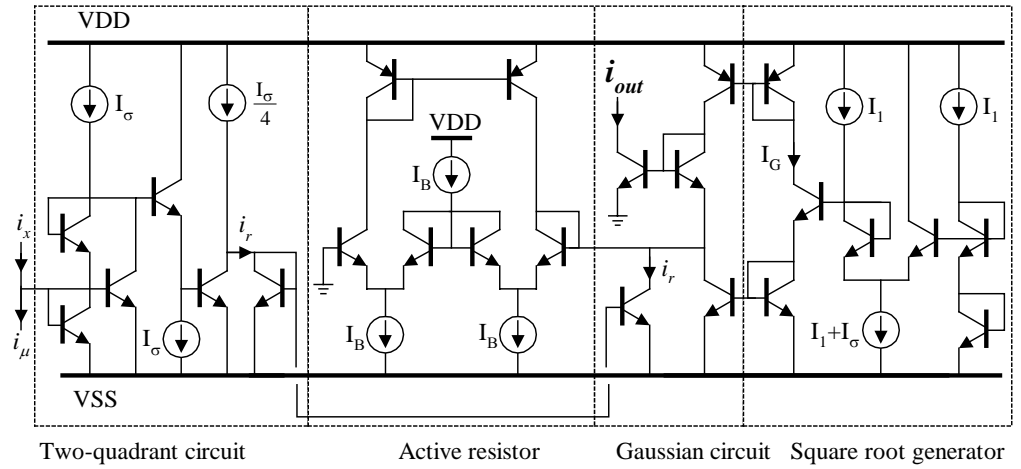 VDD
I_σ
I_σ/4
VDD
I_B
i_out
I_G
I_1
I_1
i_x
i_r
i_r
i_μ
I_σ
I_B
I_B
I_1+I_σ
VSS
Two-quadrant circuit
Active resistor
Gaussian circuit
Square root generator